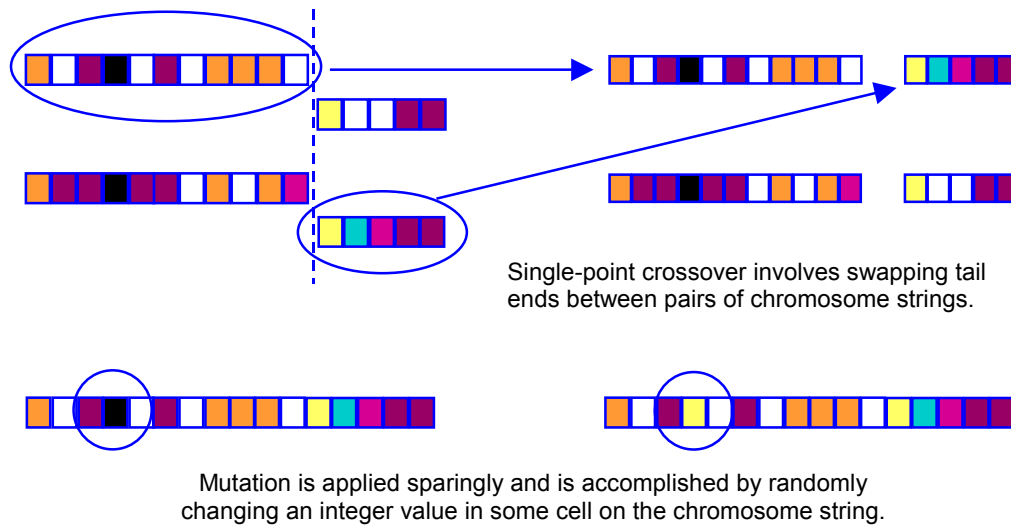 Single-point crossover involves swapping tail
ends between pairs of chromosome strings.
Mutation is applied sparingly and is accomplished by randomly
changing an integer value in some cell on the chromosome string.